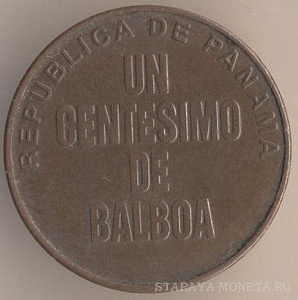 REPUBLICA DE PANAMA
UN
CENTESIMO
DE
BALBOA
STARAYA-MONETA.RU